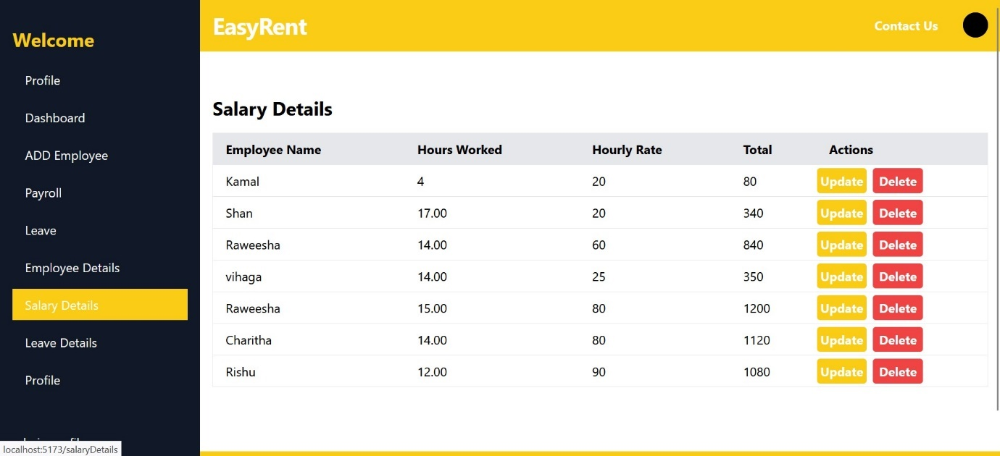 Welcome
Profile
Dashboard
ADD Employee
Payroll
Leave
Employee Details
Salary Details
Leave Details
Profile
localhost:5173/salaryDetails
EasyRent
Contact Us
Salary Details
Employee Name Hours Worked Hourly Rate Total Actions
Kamal 4 20 80 Update Delete
Shan 17.00 20 340 Update Delete
Raweesha 14.00 60 840 Update Delete
vihaga 14.00 25 350 Update Delete
Raweesha 15.00 80 1200 Update Delete
Charitha 14.00 80 1120 Update Delete
Rishu 12.00 90 1080 Update Delete